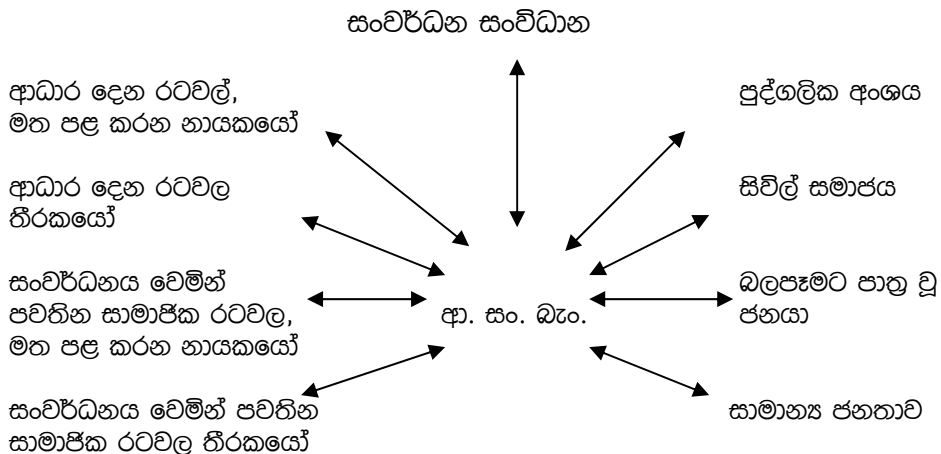 සංවර්ධන සංවිධාන
ආධාර දෙන රටවල්,
මත පළ කරන නායකයෝ
ආධාර දෙන රටවල
තීරකයෝ
සංවර්ධනය වෙමින්
පවතින සාමාජික රටවල,
මත පළ කරන නායකයෝ
සංවර්ධනය වෙමින් පවතින
සාමාජික රටවල තීරකයෝ
ආ. සං. බැං.
පුද්ගලික අංශය
සිවිල් සමාජය
බලපෑමට පාත්‍ර වූ
ජනයා
සාමාන්‍ය ජනතාව